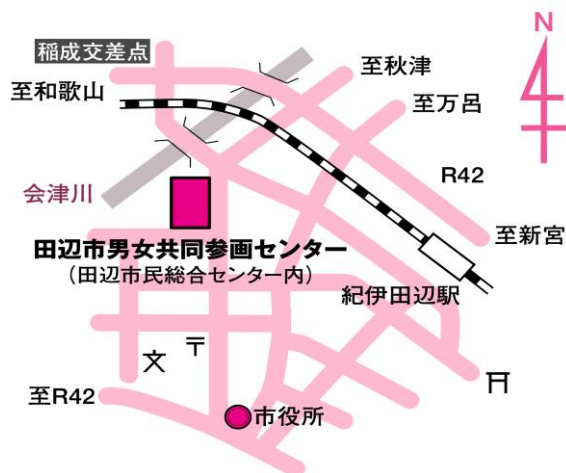 稲成交差点
N
至秋津
至和歌山
至万呂
R42
会津川
至新宮
田辺市男女共同参画センター
（田辺市民総合センター内）
紀伊田辺駅
〒
文
至R42
市役所